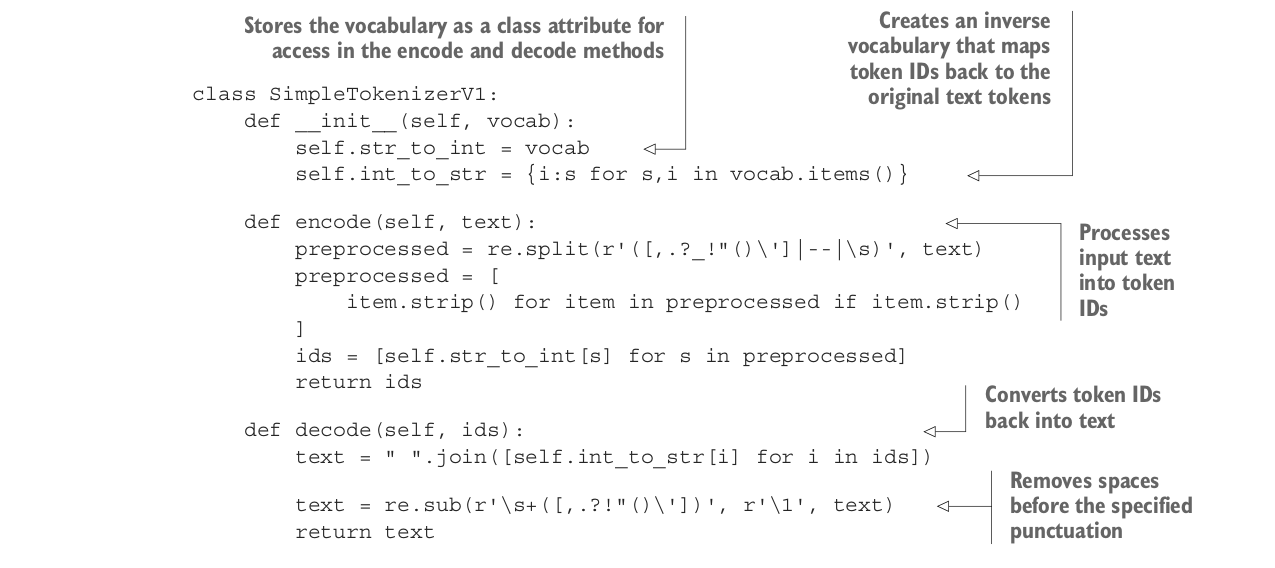 Stores the vocabulary as a class attribute for
access in the encode and decode methods
Creates an inverse
vocabulary that maps
token IDs back to the
original text tokens
class SimpleTokenizerV1:
    def __init__(self, vocab):
        self.str_to_int = vocab
        self.int_to_str = {i:s for s,i in vocab.items()}
    def encode(self, text):
        preprocessed = re.split(r'([,.?_!"()\']|--|\s)', text)
        preprocessed = [
            item.strip() for item in preprocessed if item.strip()
        ]
        ids = [self.str_to_int[s] for s in preprocessed]
        return ids
Processes
input text
into token
IDs
    def decode(self, ids):
        text = " ".join([self.int_to_str[i] for i in ids])
Converts token IDs
back into text
        text = re.sub(r'\s+([,.?!"()\'])', r'\1', text)
        return text
Removes spaces
before the specified
punctuation